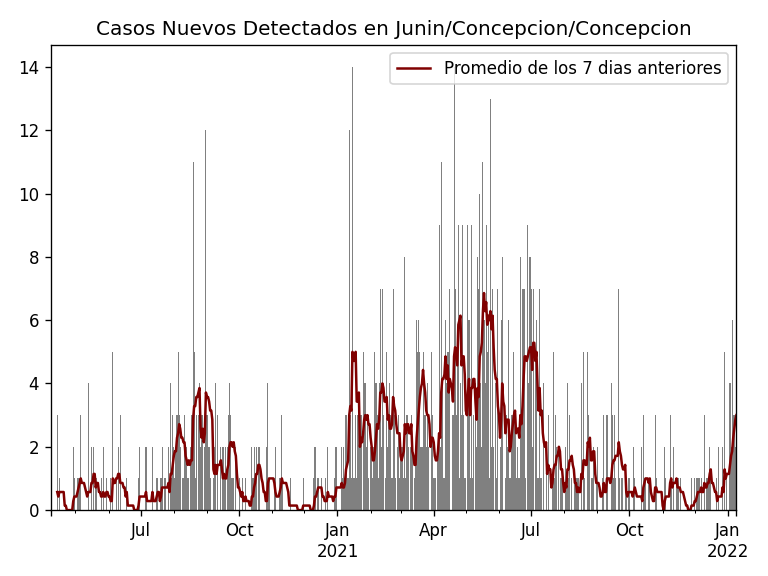 Casos Nuevos Detectados en Junin/Concepcion/Concepcion
Promedio de los 7 dias anteriores
14
12
10
8
6
4
2
0
Jul
Oct
Jan
2021
Apr
Jul
Oct
Jan
2022